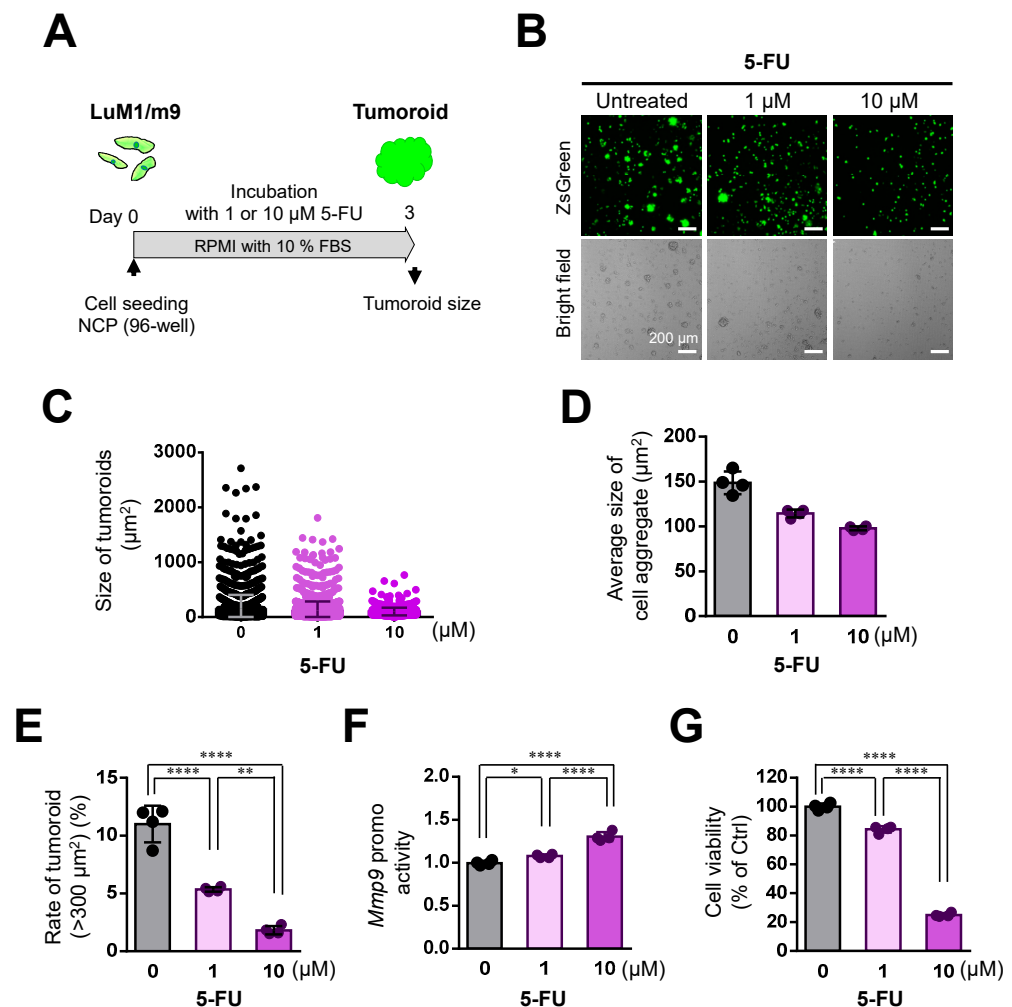 A
LuM1/m9
Tumoroid
Incubation
with 1 or 10 µM 5-FU
Day 0
3
RPMI with 10 % FBS
Cell seeding
NCP (96-well)
Tumoroid size
B
5-FU
Untreated
1 µM
10 µM
ZsGreen
Bright field
200 µm
C
Size of tumoroids
(µm²)
3000
2000
1000
0
0
1
10
(µM)
5-FU
D
Average size of
cell aggregate (µm²)
200
150
100
50
0
0
1
10 (µM)
5-FU
E
Rate of tumoroid
(>300 µm²) (%)
****
****
**
15
10
5
0
0
1
10 (µM)
5-FU
F
Mmp9 promo
activity
****
*
****
2.0
1.5
1.0
0.5
0.0
0
1
10 (µM)
5-FU
G
Cell viability
(% of Ctrl)
****
****
****
120
100
80
60
40
20
0
0
1
10 (µM)
5-FU